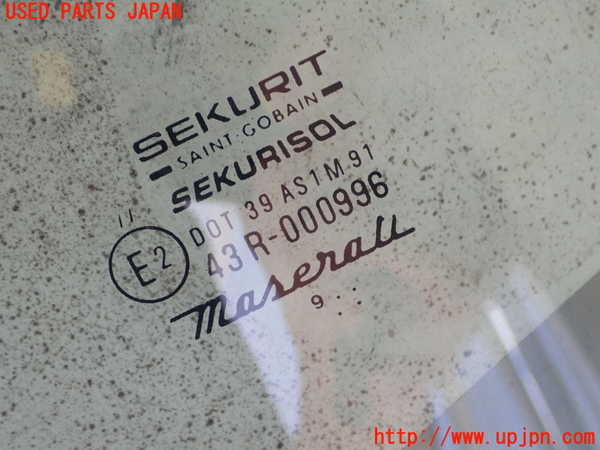 USED PARTS JAPAN
SEKURIT
SAINT-GOBAIN
SEKURISOL
DOT 39 AS1 M 91
E2 43R-000996
maserati
9 . .
http://www.upjpn.com/